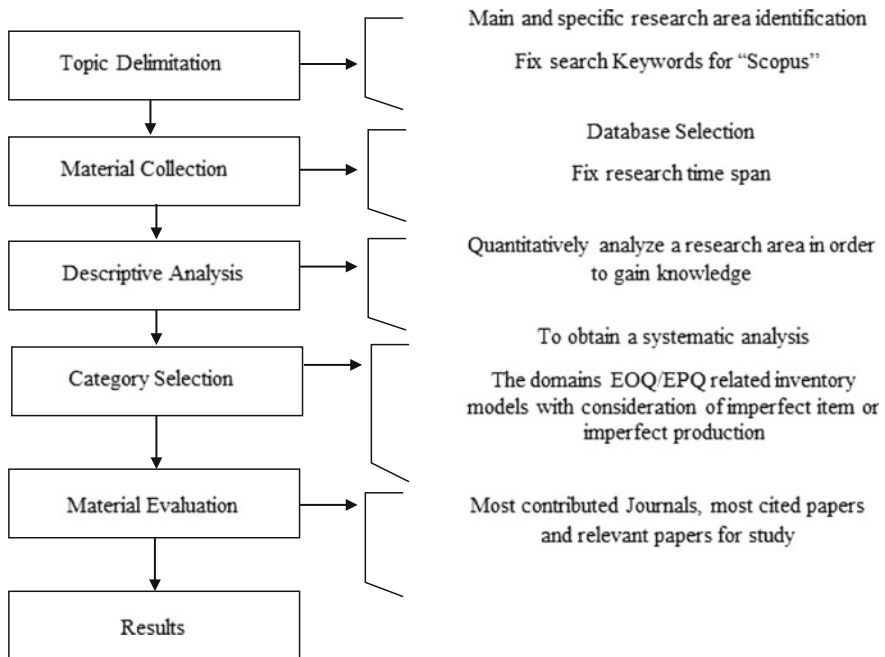 Main and specific research area identification
Topic Delimitation
Fix search Keywords for “Scopus”
Database Selection
Material Collection
Fix research time span
Quantitatively analyze a research area in order
to gain knowledge
Descriptive Analysis
To obtain a systematic analysis
Category Selection
The domains EOQ/EPQ related inventory
models with consideration of imperfect item or
imperfect production
Material Evaluation
Most contributed Journals, most cited papers
and relevant papers for study
Results